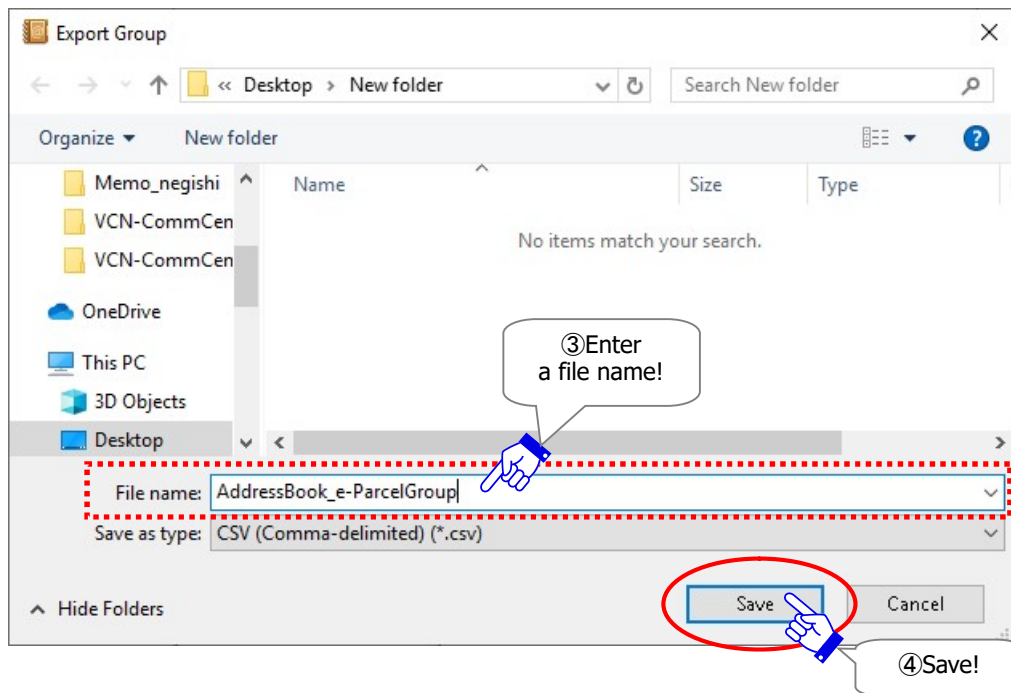 Export Group
« Desktop › New folder
Search New folder
Organize
New folder
Memo_negishi
Name
Size
Type
VCN-CommCen
No items match your search.
VCN-CommCen
OneDrive
This PC
③Enter
a file name!
3D Objects
Desktop
File name: AddressBook_e-ParcelGroup
Save as type: CSV (Comma-delimited) (*.csv)
Hide Folders
Save
Cancel
④Save!